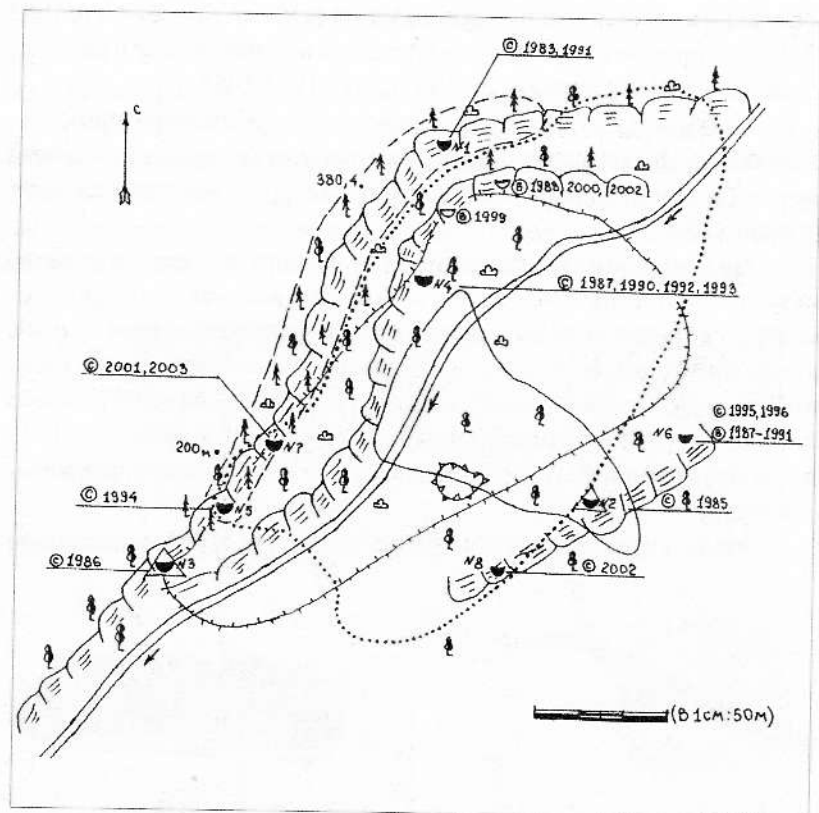 © 1983, 1991
С
N1
380.4.
Ⓑ 1988 2000, 2002
Ⓑ 1999
N4
© 1987, 1990, 1992, 1993
© 2001, 2003
N7
200м.
© 1995, 1996
N6
Ⓑ 1987-1991
© 1994
N5
N2
© 1985
© 1986
N3
N8
© 2002
(В 1см:50м)